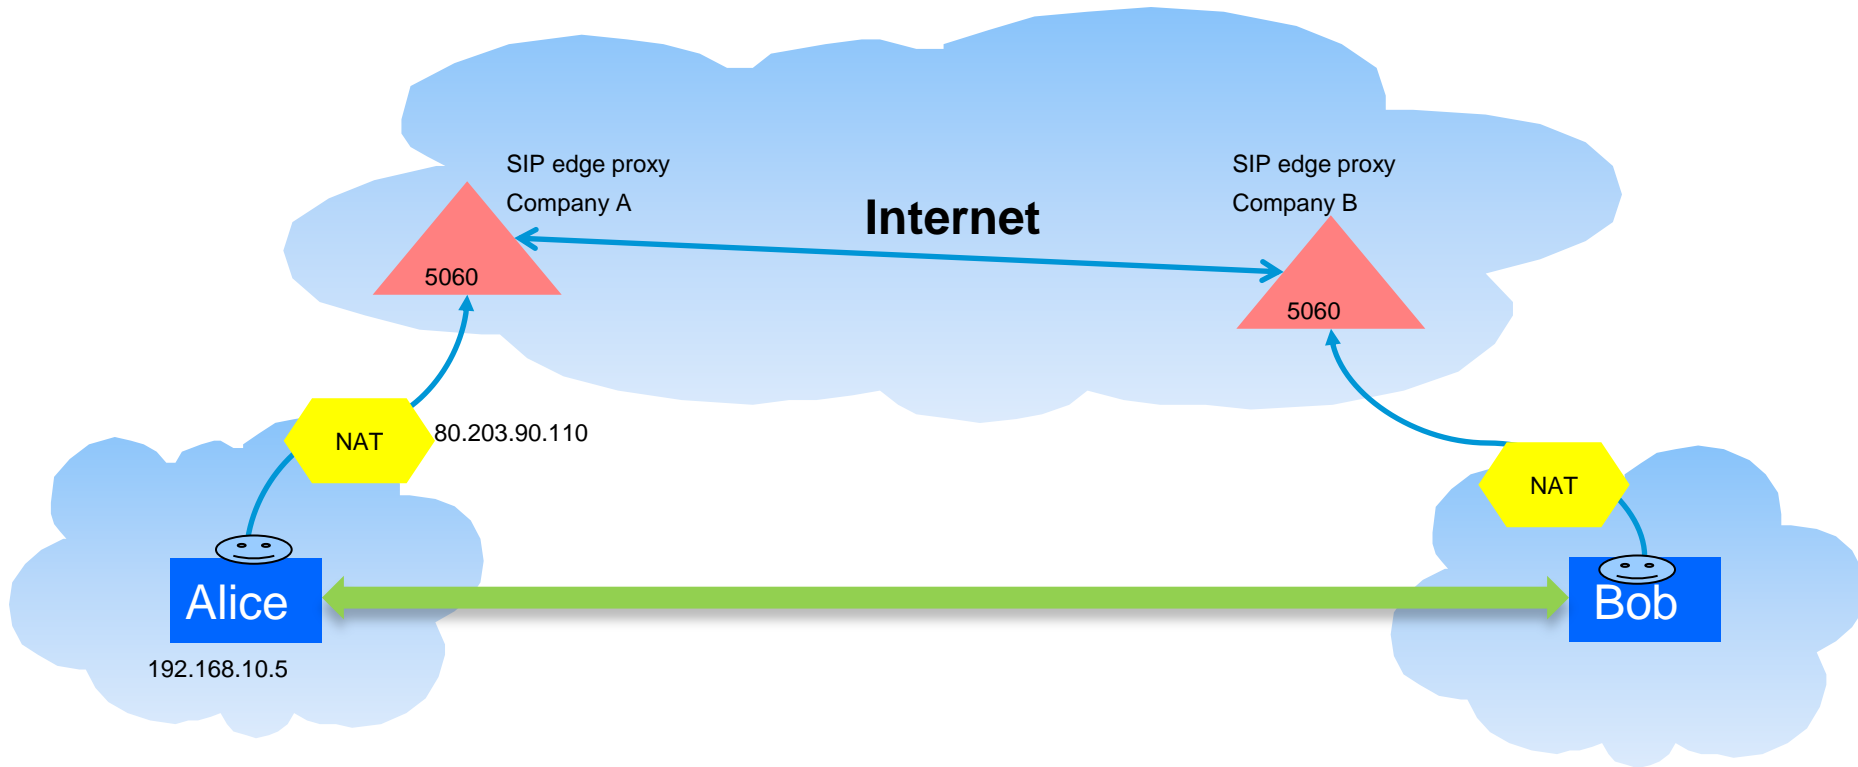 SIP edge proxy
Company A
SIP edge proxy
Company B
Internet
5060
5060
NAT
80.203.90.110
NAT
Alice
Bob
192.168.10.5